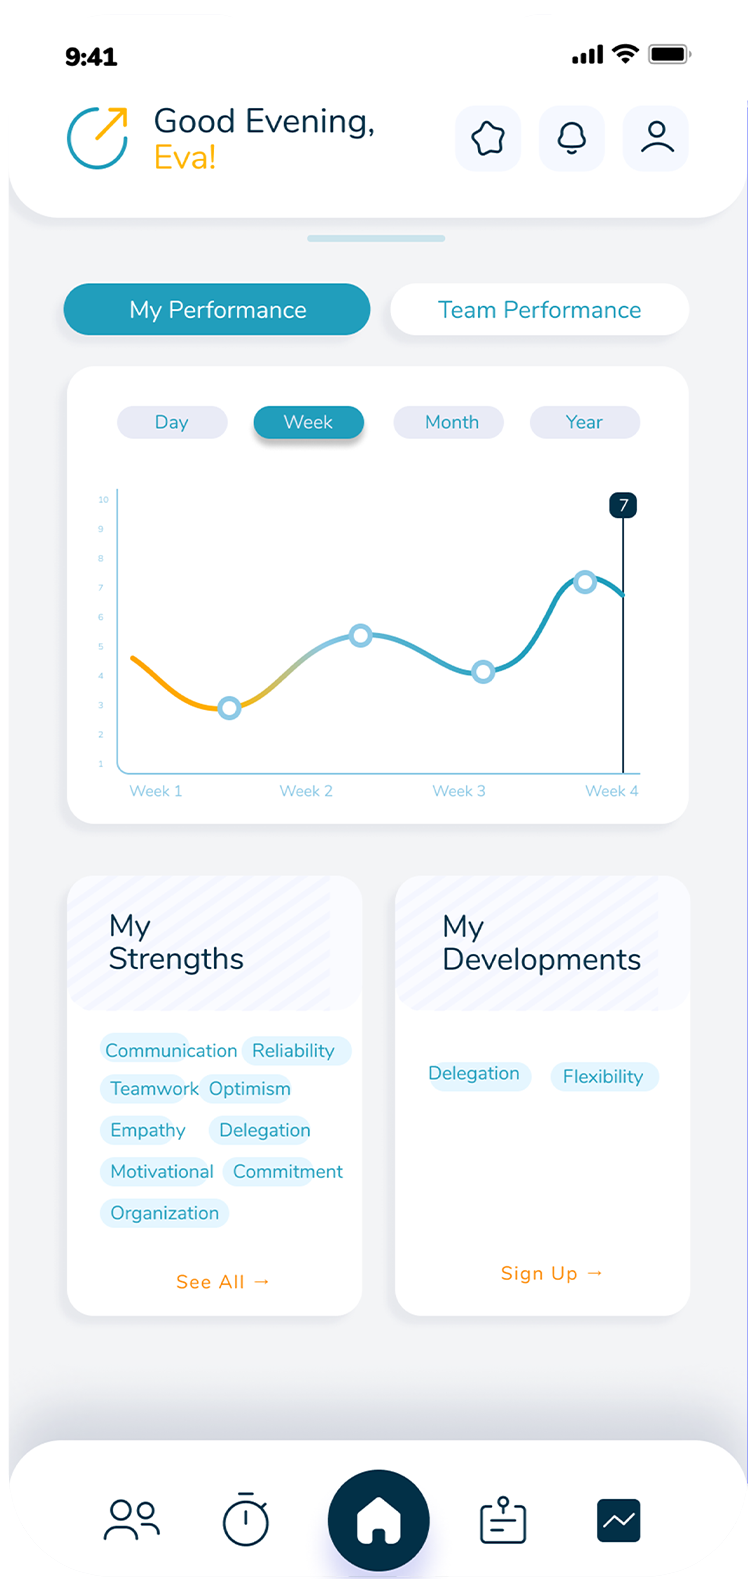 9:41
Good Evening,
Eva!
My Performance
Team Performance
Day
Week
Month
Year
10
9
8
7
6
5
4
3
2
1
7
Week 1
Week 2
Week 3
Week 4
My
Strengths
Communication
Reliability
Teamwork
Optimism
Empathy
Delegation
Motivational
Commitment
Organization
See All →
My
Developments
Delegation
Flexibility
Sign Up →